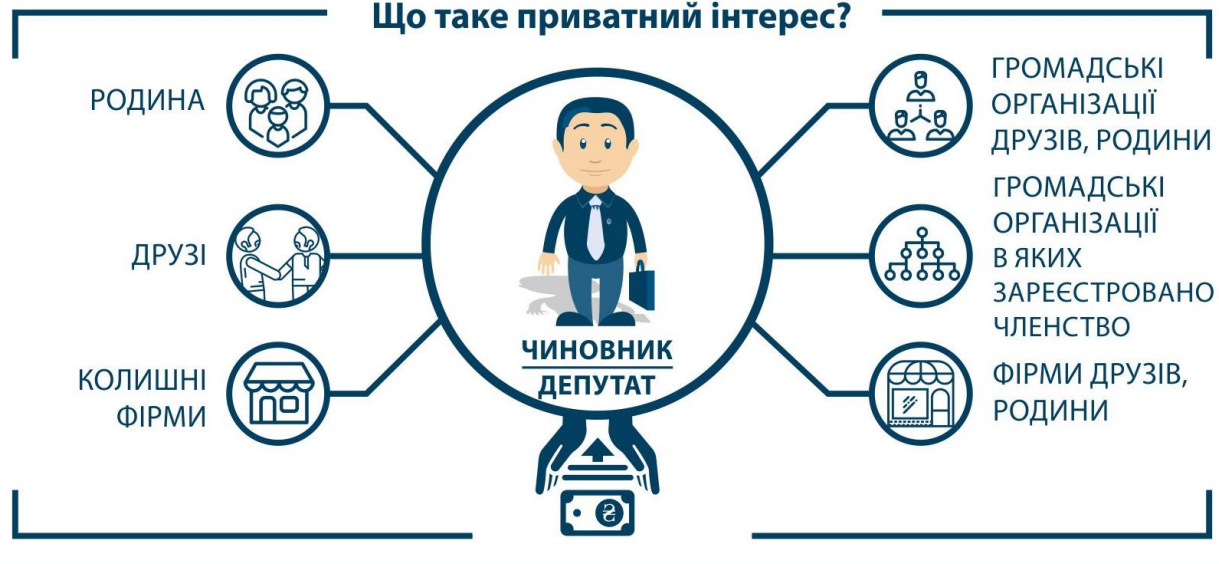 Що таке приватний інтерес?
РОДИНА
ДРУЗІ
КОЛИШНІ
ФІРМИ
ЧИНОВНИК
ДЕПУТАТ
₴
ГРОМАДСЬКІ
ОРГАНІЗАЦІЇ
ДРУЗІВ, РОДИНИ
ГРОМАДСЬКІ
ОРГАНІЗАЦІЇ
В ЯКИХ
ЗАРЕЄСТРОВАНО
ЧЛЕНСТВО
ФІРМИ ДРУЗІВ,
РОДИНИ